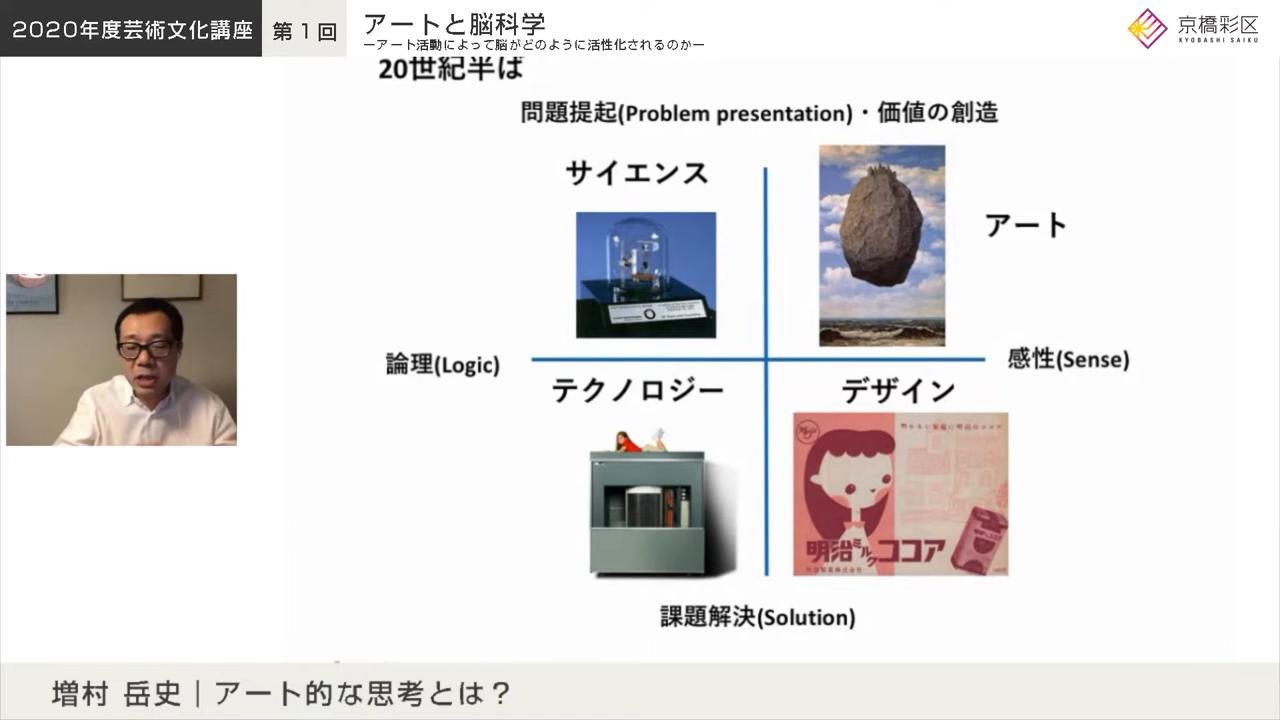 2020年度芸術文化講座
第1回
アートと脳科学
ーアート活動によって脳がどのように活性化されるのかー
京橋彩区
KYOBASHI SAIKU
20世紀半ば
問題提起(Problem presentation)・価値の創造
サイエンス
アート
論理(Logic)
感性(Sense)
テクノロジー
デザイン
明治ミルクココア
課題解決(Solution)
増村 岳史｜アート的な思考とは？